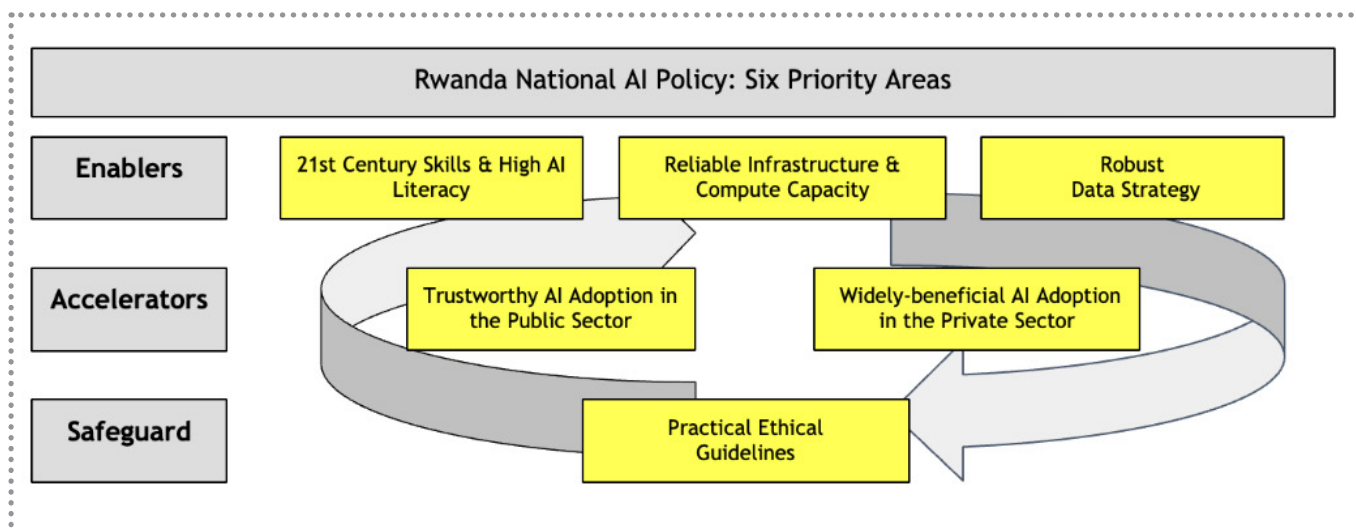 Rwanda National AI Policy: Six Priority Areas
Enablers
21st Century Skills & High AI
Literacy
Reliable Infrastructure &
Compute Capacity
Robust
Data Strategy
Accelerators
Trustworthy AI Adoption in
the Public Sector
Widely-beneficial AI Adoption
in the Private Sector
Safeguard
Practical Ethical
Guidelines